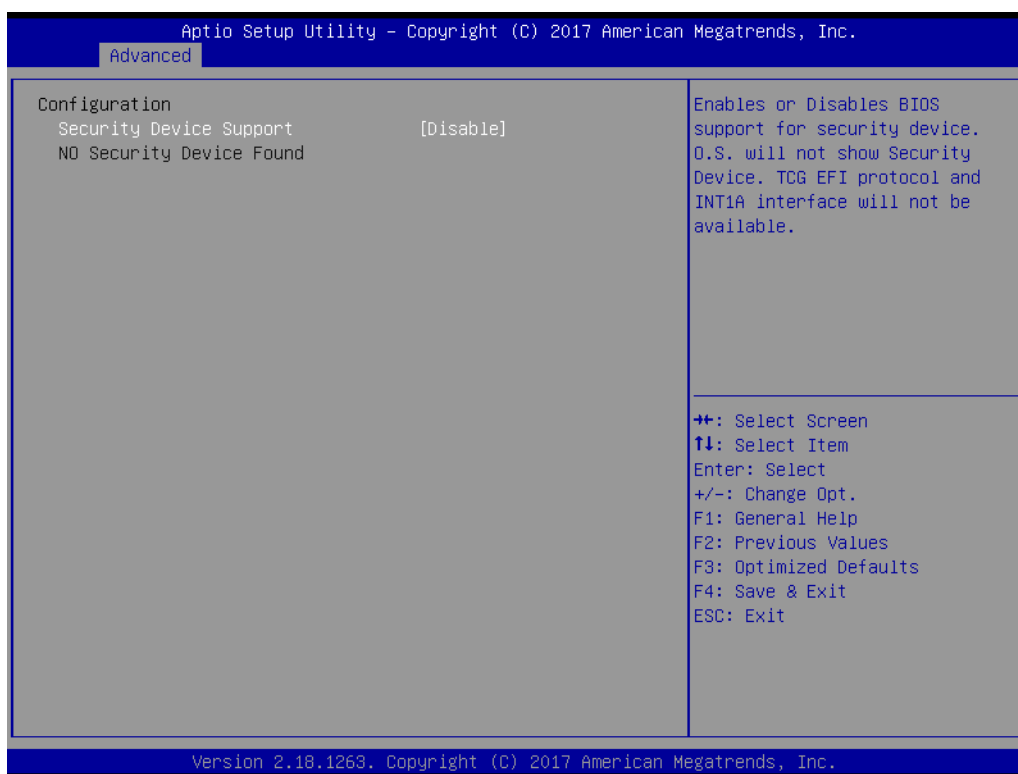 Aptio Setup Utility – Copyright (C) 2017 American Megatrends, Inc.
Advanced
Configuration
Security Device Support [Disable]
NO Security Device Found
Enables or Disables BIOS
support for security device.
O.S. will not show Security
Device. TCG EFI protocol and
INT1A interface will not be
available.
→←: Select Screen
↑↓: Select Item
Enter: Select
+/-: Change Opt.
F1: General Help
F2: Previous Values
F3: Optimized Defaults
F4: Save & Exit
ESC: Exit
Version 2.18.1263. Copyright (C) 2017 American Megatrends, Inc.